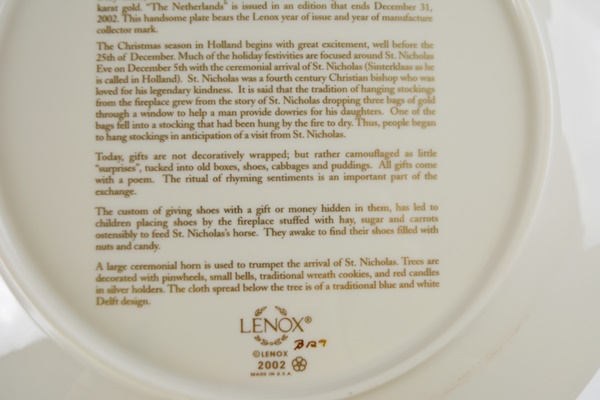 karat gold. "The Netherlands" is issued in an edition that ends December 31,
2002. This handsome plate bears the Lenox year of issue and year of manufacture
collector mark.
The Christmas season in Holland begins with great excitement, well before the
25th of December. Much of the holiday festivities are focused around St. Nicholas
Eve on December 5th with the ceremonial arrival of St. Nicholas (Sinterklaas as he
is called in Holland). St. Nicholas was a fourth century Christian bishop who was
loved for his legendary kindness. It is said that the tradition of hanging stockings
from the fireplace grew from the story of St. Nicholas dropping three bags of gold
through a window to help a man provide dowries for his daughters. One of the
bags fell into a stocking that had been hung by the fire to dry. Thus, people began
to hang stockings in anticipation of a visit from St. Nicholas.
Today, gifts are not decoratively wrapped; but rather camouflaged as little
"surprises", tucked into old boxes, shoes, cabbages and puddings. All gifts come
with a poem. The ritual of rhyming sentiments is an important part of the
exchange.
The custom of giving shoes with a gift or money hidden in them, has led to
children placing shoes by the fireplace stuffed with hay, sugar and carrots
ostensibly to feed St. Nicholas's horse. They awake to find their shoes filled with
nuts and candy.
A large ceremonial horn is used to trumpet the arrival of St. Nicholas. Trees are
decorated with pinwheels, small bells, traditional wreath cookies, and red candles
in silver holders. The cloth spread below the tree is of a traditional blue and white
Delft design.
LENOX®
©LENOX
2002
MADE IN U.S.A.